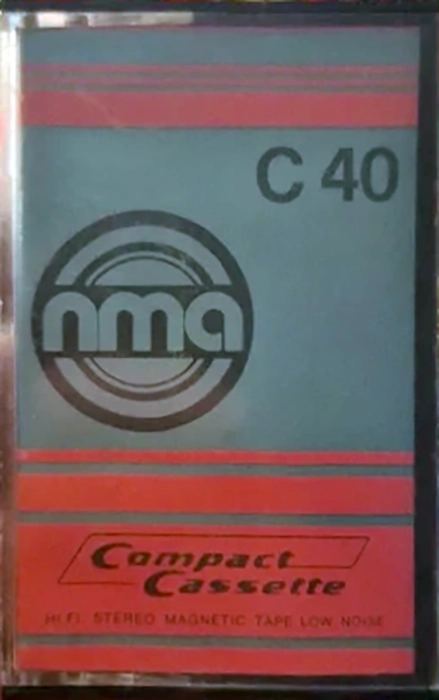 C 40
nma
Compact
Cassette
HI FI STEREO MAGNETIC TAPE LOW NOISE